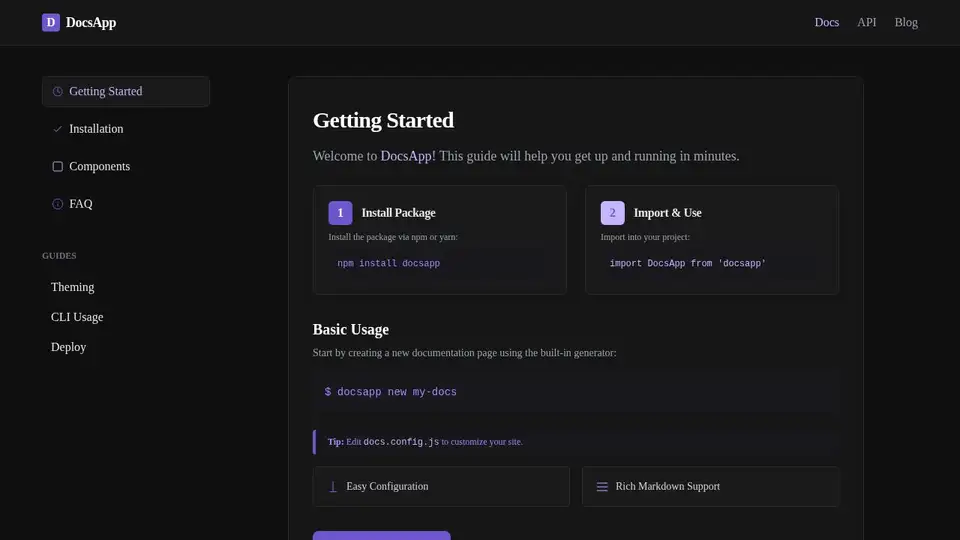 D DocsApp
Docs API Blog
Getting Started
Installation
Components
FAQ
GUIDES
Theming
CLI Usage
Deploy
Getting Started
Welcome to DocsApp! This guide will help you get up and running in minutes.
1 Install Package
Install the package via npm or yarn:
npm install docsapp
2 Import & Use
Import into your project:
import DocsApp from 'docsapp'
Basic Usage
Start by creating a new documentation page using the built-in generator:
$ docsapp new my-docs
Tip: Edit docs.config.js to customize your site.
Easy Configuration
Rich Markdown Support